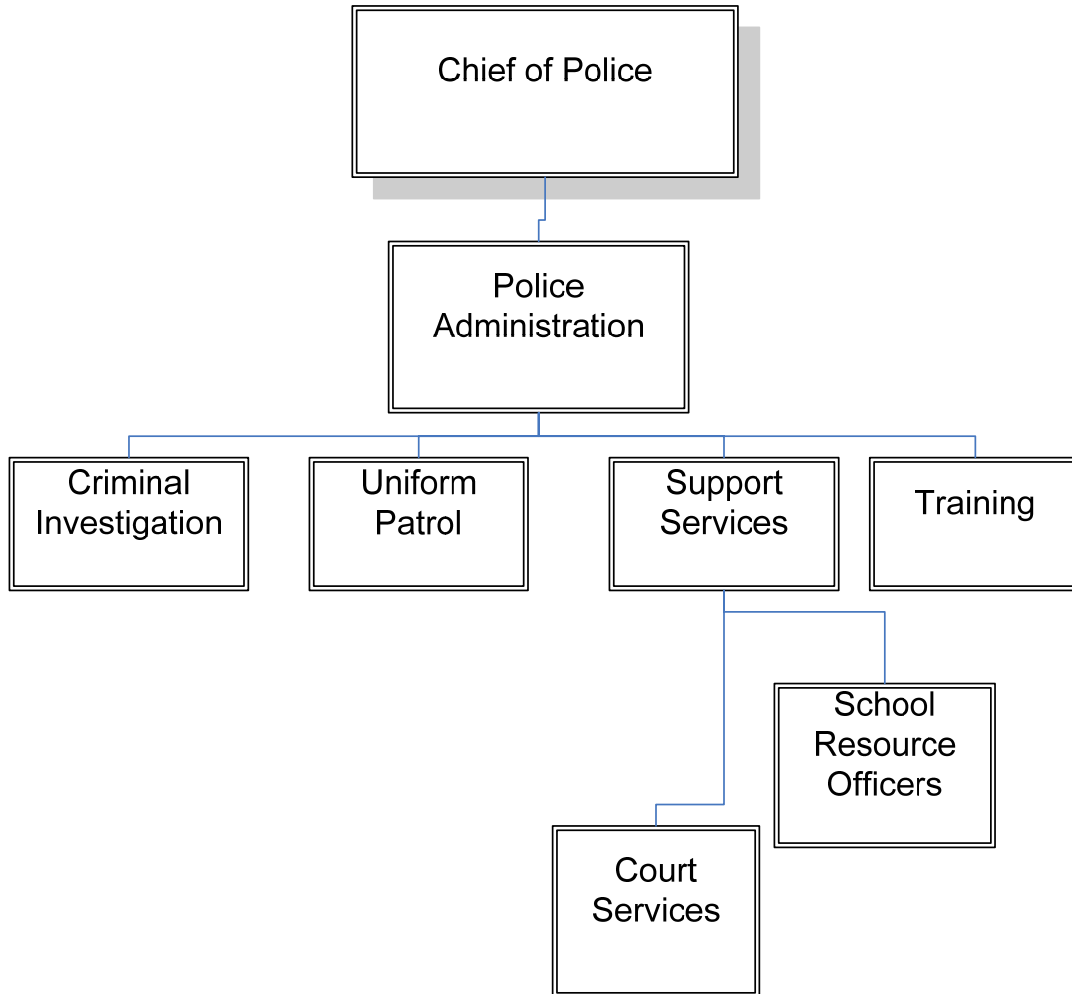 Chief of Police
Police
Administration
Criminal
Investigation
Uniform
Patrol
Support
Services
Training
School
Resource
Officers
Court
Services